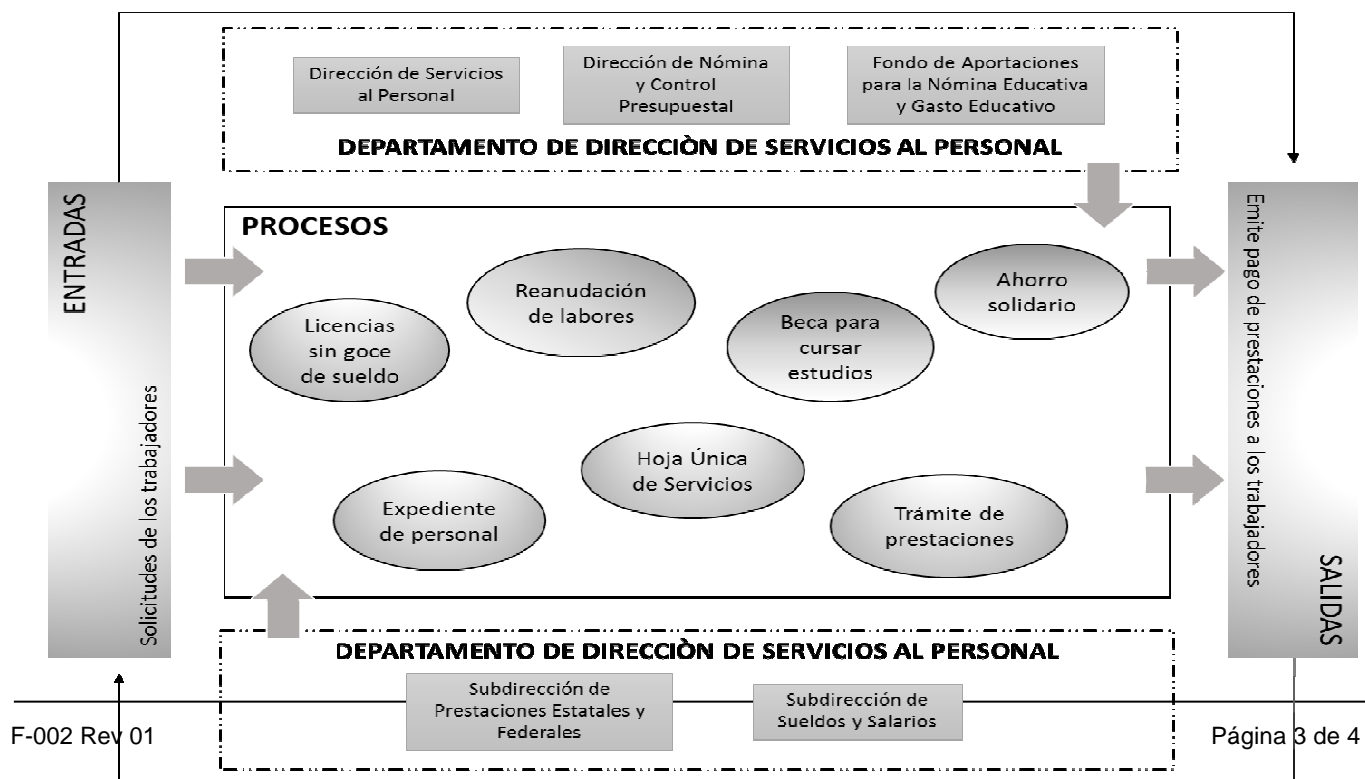 Dirección de Servicios
al Personal
Dirección de Nómina
y Control
Presupuestal
Fondo de Aportaciones
para la Nómina Educativa
y Gasto Educativo
DEPARTAMENTO DE DIRECCIÒN DE SERVICIOS AL PERSONAL
ENTRADAS
Solicitudes de los trabajadores
PROCESOS
Licencias
sin goce
de sueldo
Reanudación
de labores
Beca para
cursar
estudios
Ahorro
solidario
Expediente
de personal
Hoja Única
de Servicios
Trámite de
prestaciones
Emite pago de prestaciones a los trabajadores
SALIDAS
DEPARTAMENTO DE DIRECCIÒN DE SERVICIOS AL PERSONAL
Subdirección de
Prestaciones Estatales y
Federales
Subdirección de
Sueldos y Salarios
F-002 Rev 01
Página 3 de 4